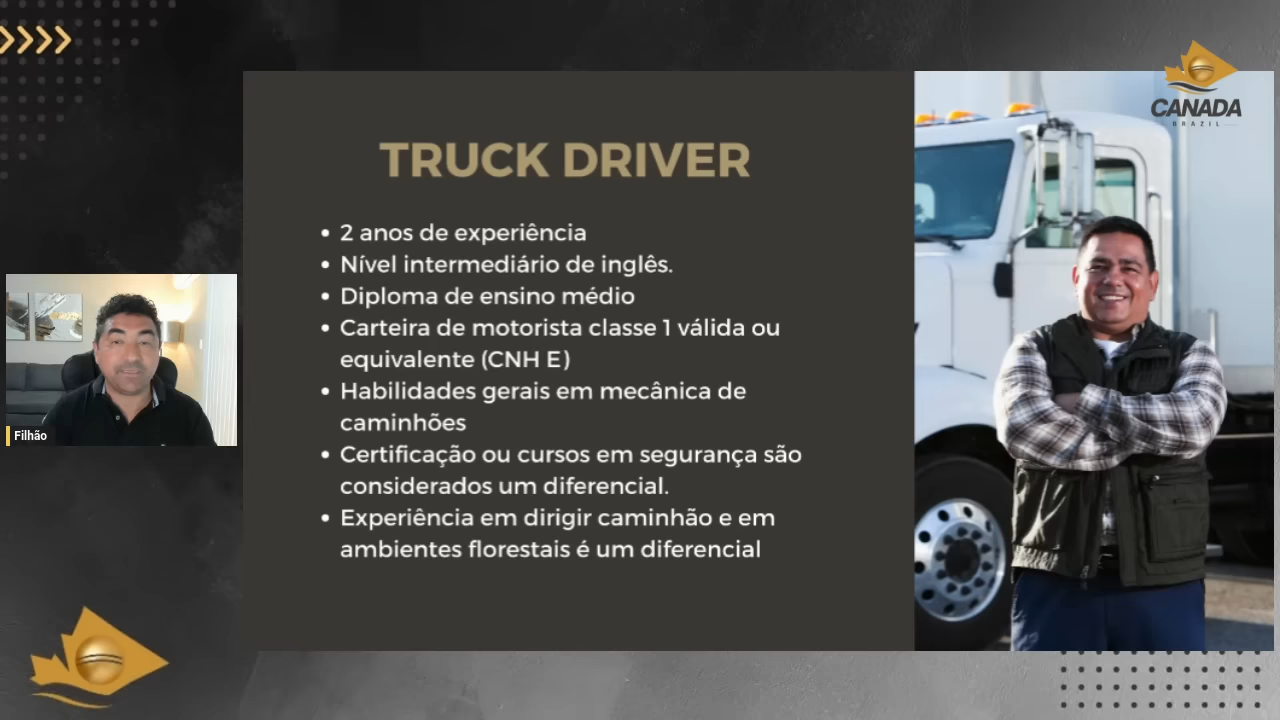 CANADA
BRAZIL
TRUCK DRIVER
• 2 anos de experiência
• Nível intermediário de inglês.
• Diploma de ensino médio
• Carteira de motorista classe 1 válida ou
equivalente (CNH E)
• Habilidades gerais em mecânica de
caminhões
• Certificação ou cursos em segurança são
considerados um diferencial.
• Experiência em dirigir caminhão e em
ambientes florestais é um diferencial
Filhão